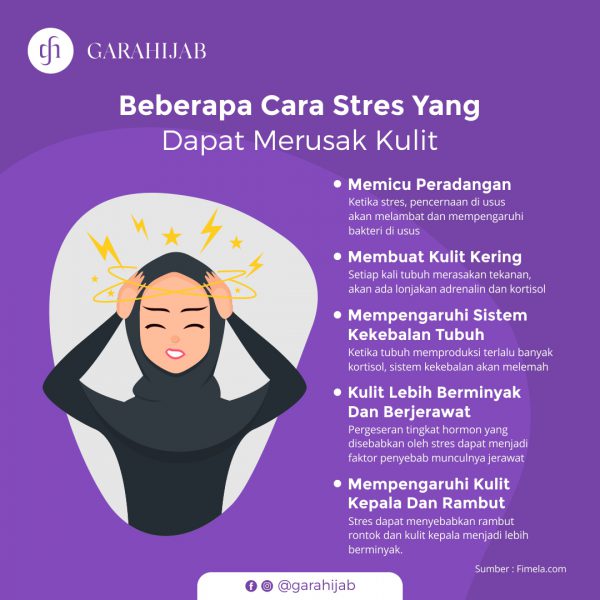 GARAHIJAB
Beberapa Cara Stres Yang
Dapat Merusak Kulit
Memicu Peradangan
Ketika stres, pencernaan di usus
akan melambat dan mempengaruhi
bakteri di usus
Membuat Kulit Kering
Setiap kali tubuh merasakan tekanan,
akan ada lonjakan adrenalin dan kortisol
Mempengaruhi Sistem
Kekebalan Tubuh
Ketika tubuh memproduksi terlalu banyak
kortisol, sistem kekebalan akan melemah
Kulit Lebih Berminyak
Dan Berjerawat
Pergeseran tingkat hormon yang
disebabkan oleh stres dapat menjadi
faktor penyebab munculnya jerawat
Mempengaruhi Kulit
Kepala Dan Rambut
Stres dapat menyebabkan rambut
rontok dan kulit kepala menjadi lebih
berminyak.
Sumber : Fimela.com
@garahijab